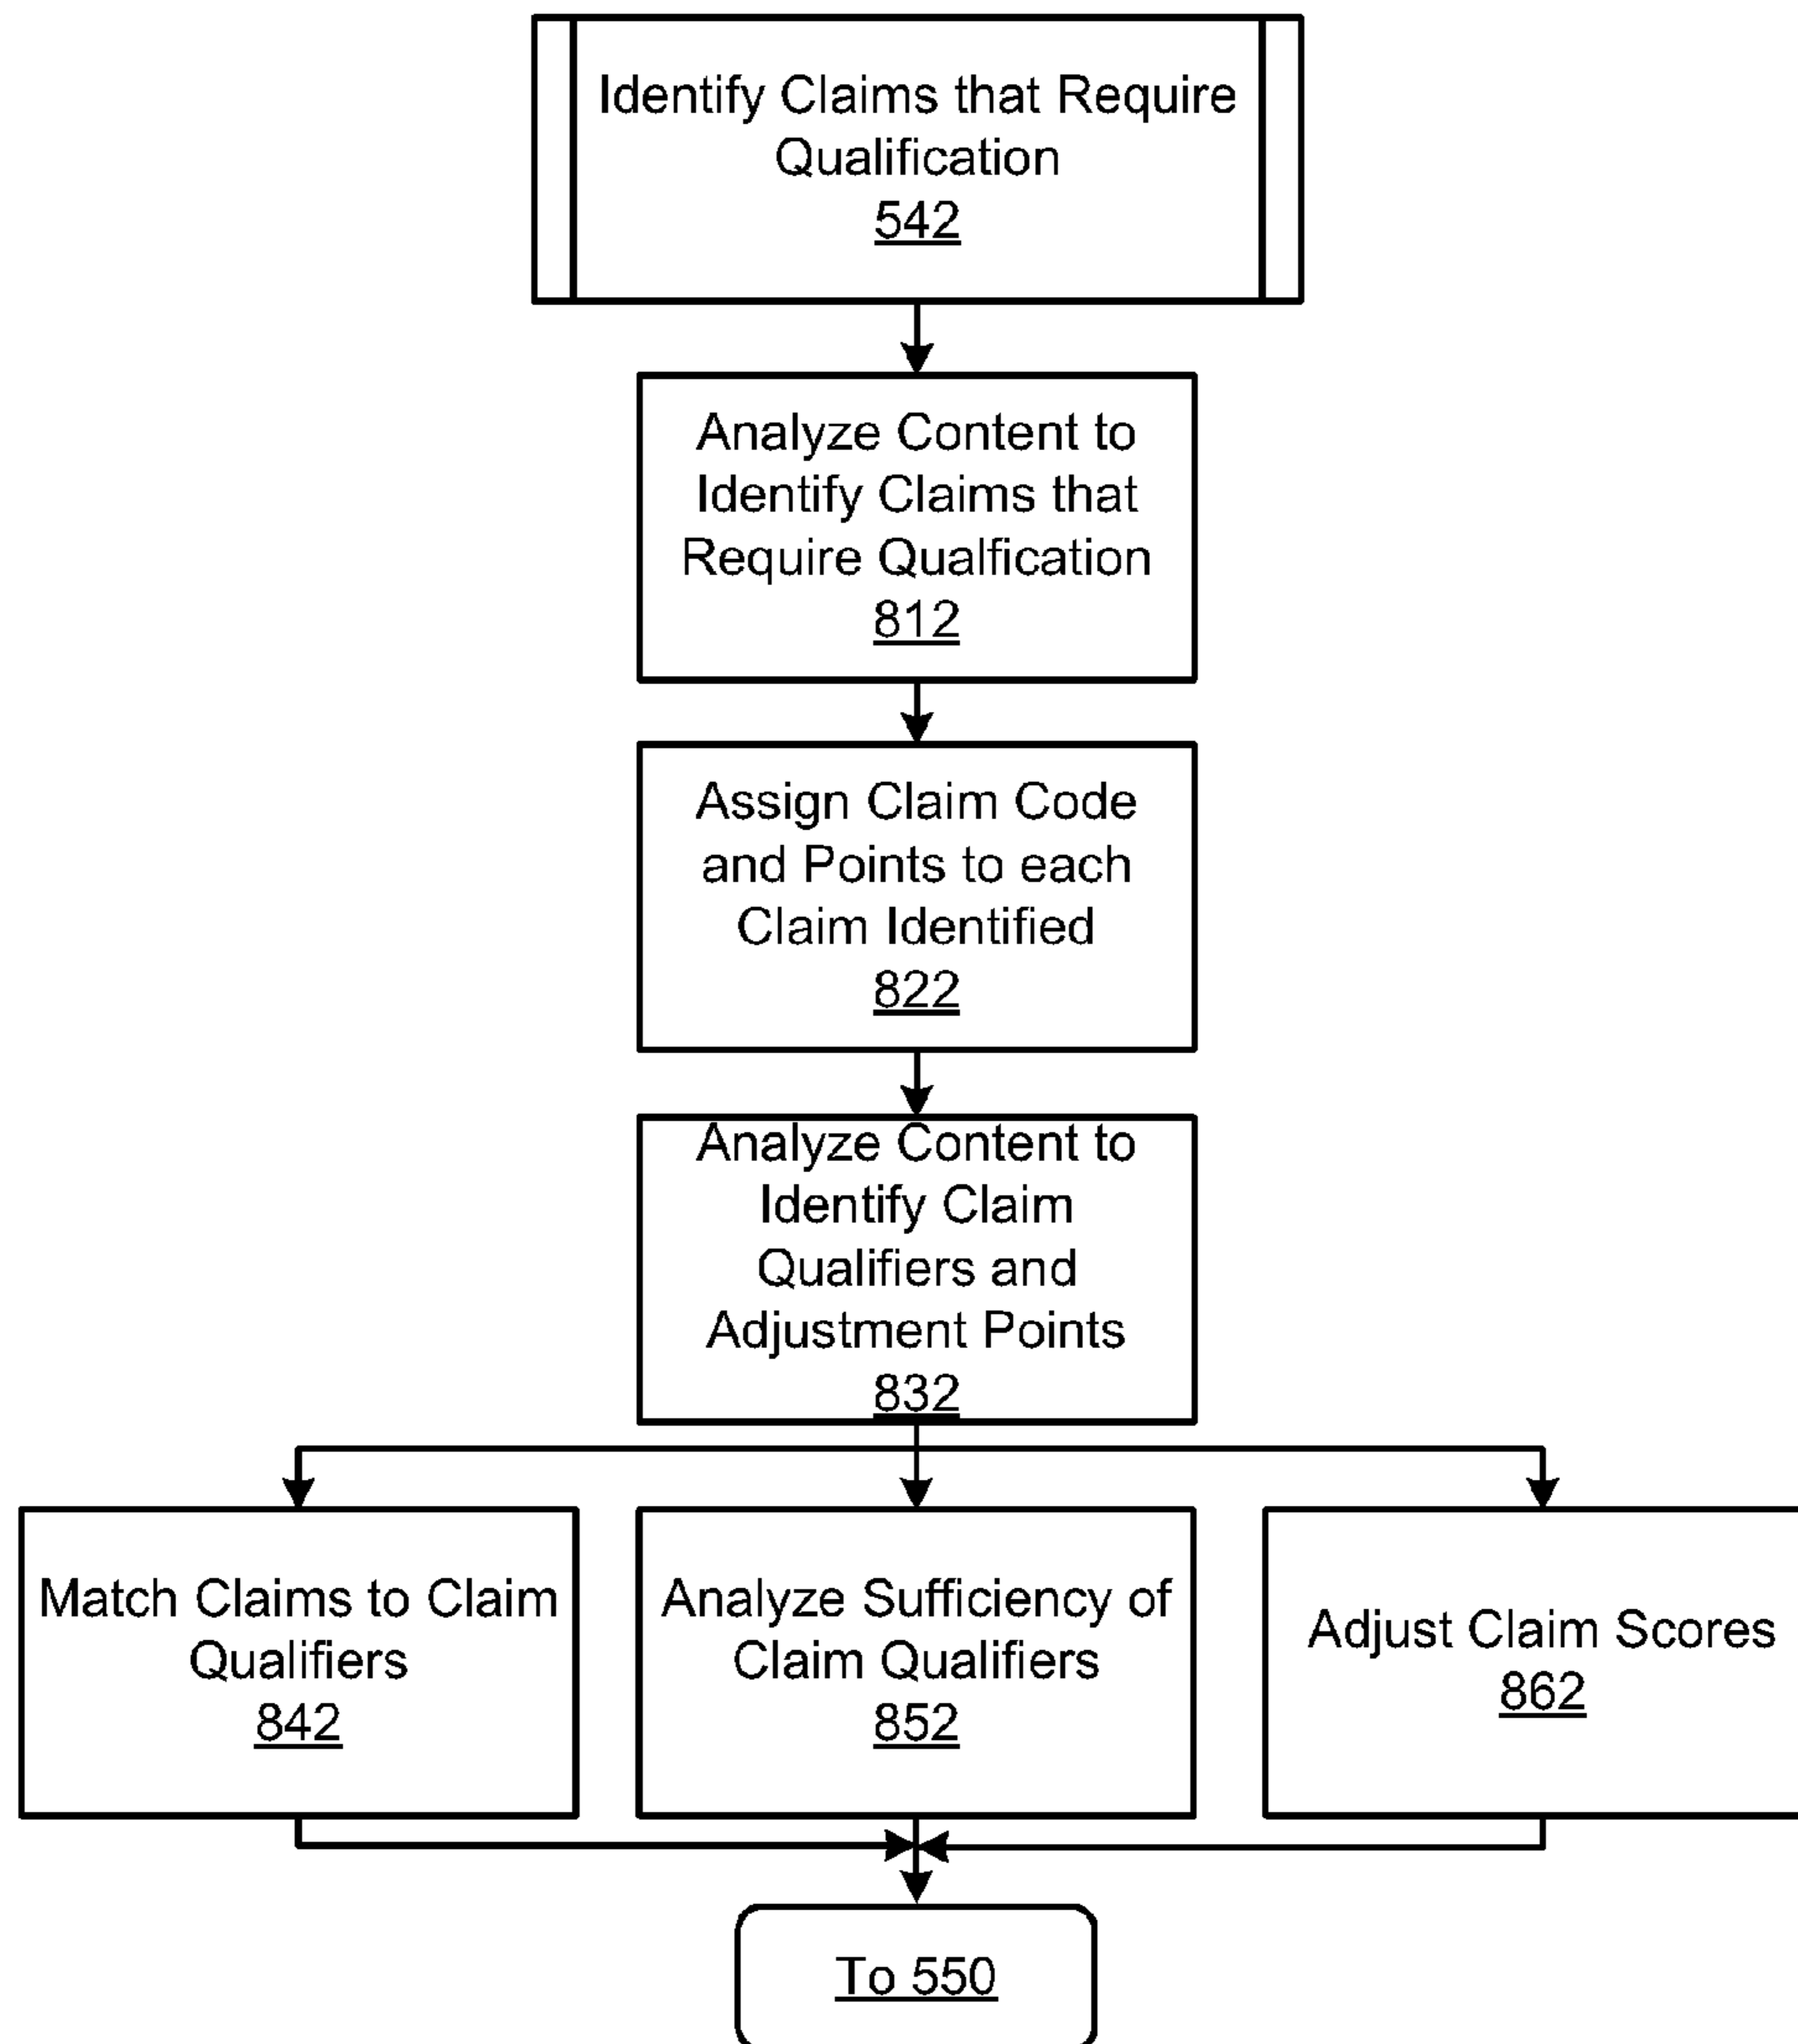 Identify Claims that Require
Qualification
542
Analyze Content to
Identify Claims that
Require Qualfication
812
Assign Claim Code
and Points to each
Claim Identified
822
Analyze Content to
Identify Claim
Qualifiers and
Adjustment Points
832
Match Claims to Claim
Qualifiers
842
Analyze Sufficiency of
Claim Qualifiers
852
Adjust Claim Scores
862
To 550